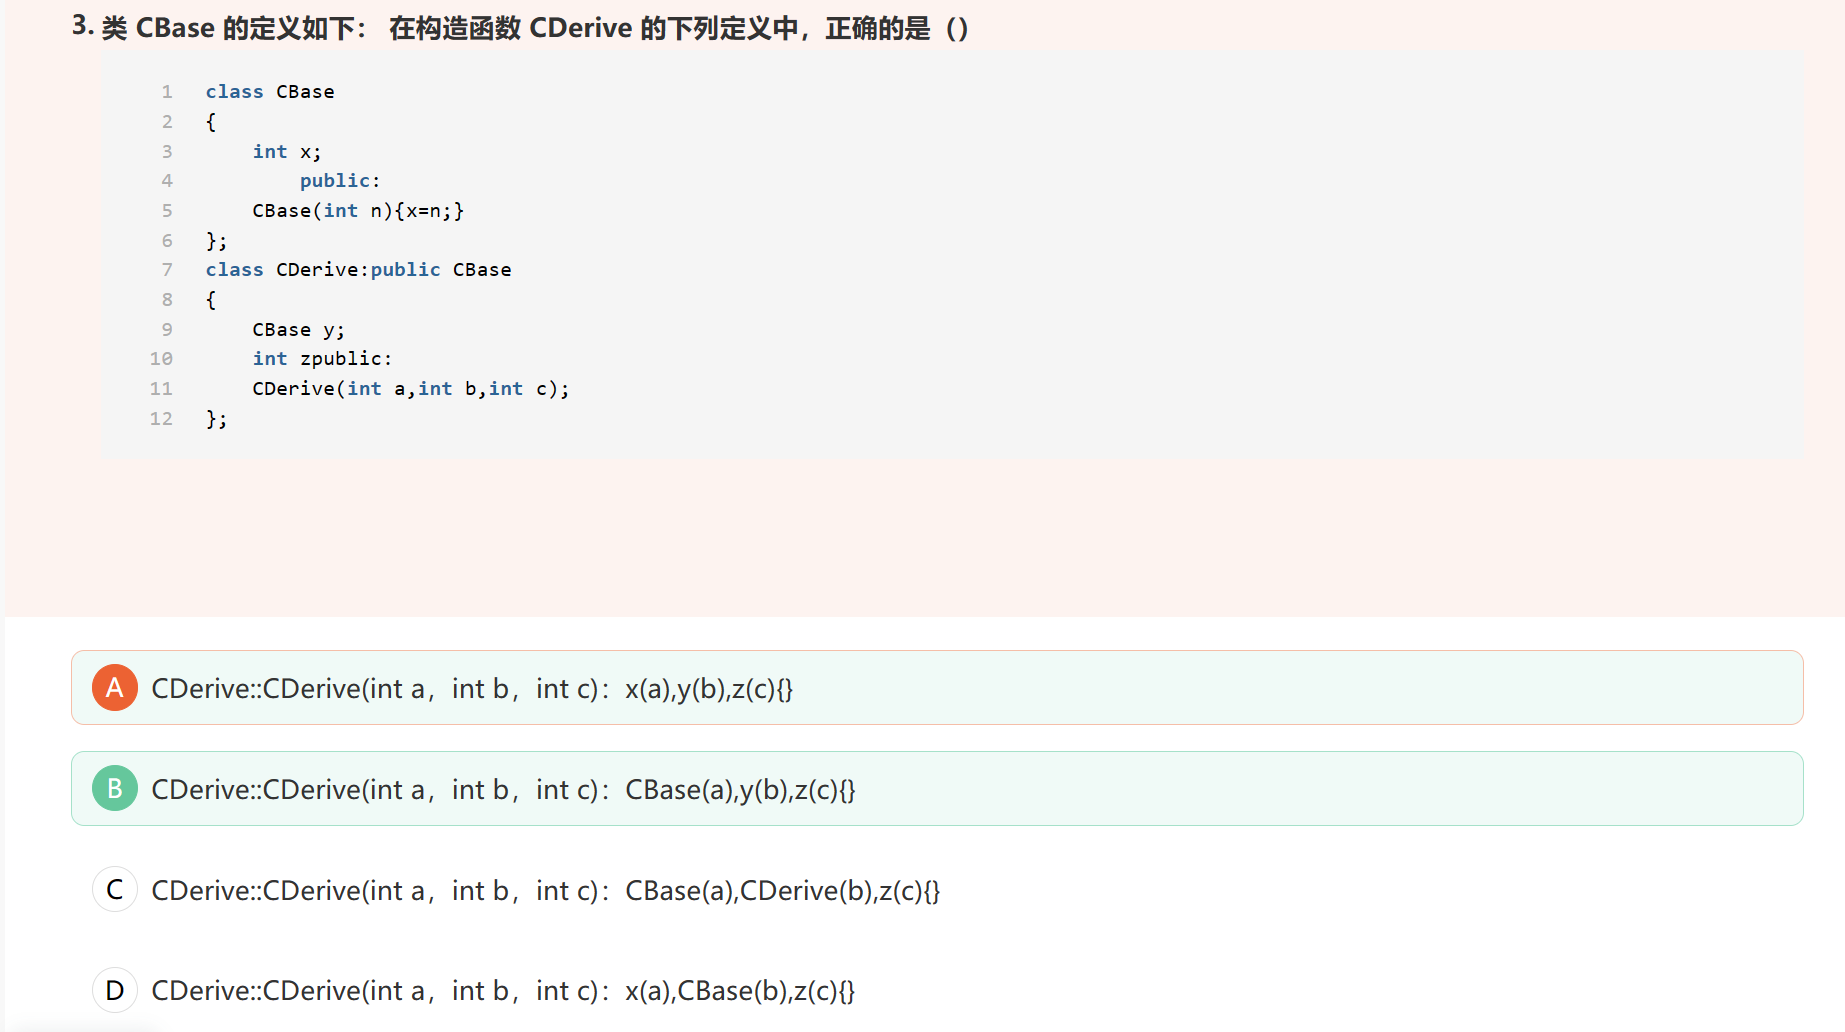 3. 类 CBase 的定义如下： 在构造函数 CDerive 的下列定义中，正确的是（）
1 class CBase
2 {
3     int x;
4         public:
5     CBase(int n){x=n;}
6 };
7 class CDerive:public CBase
8 {
9     CBase y;
10     int zpublic:
11     CDerive(int a,int b,int c);
12 };
A CDerive::CDerive(int a，int b，int c)：x(a),y(b),z(c){}
B CDerive::CDerive(int a，int b，int c)：CBase(a),y(b),z(c){}
C CDerive::CDerive(int a，int b，int c)：CBase(a),CDerive(b),z(c){}
D CDerive::CDerive(int a，int b，int c)：x(a),CBase(b),z(c){}